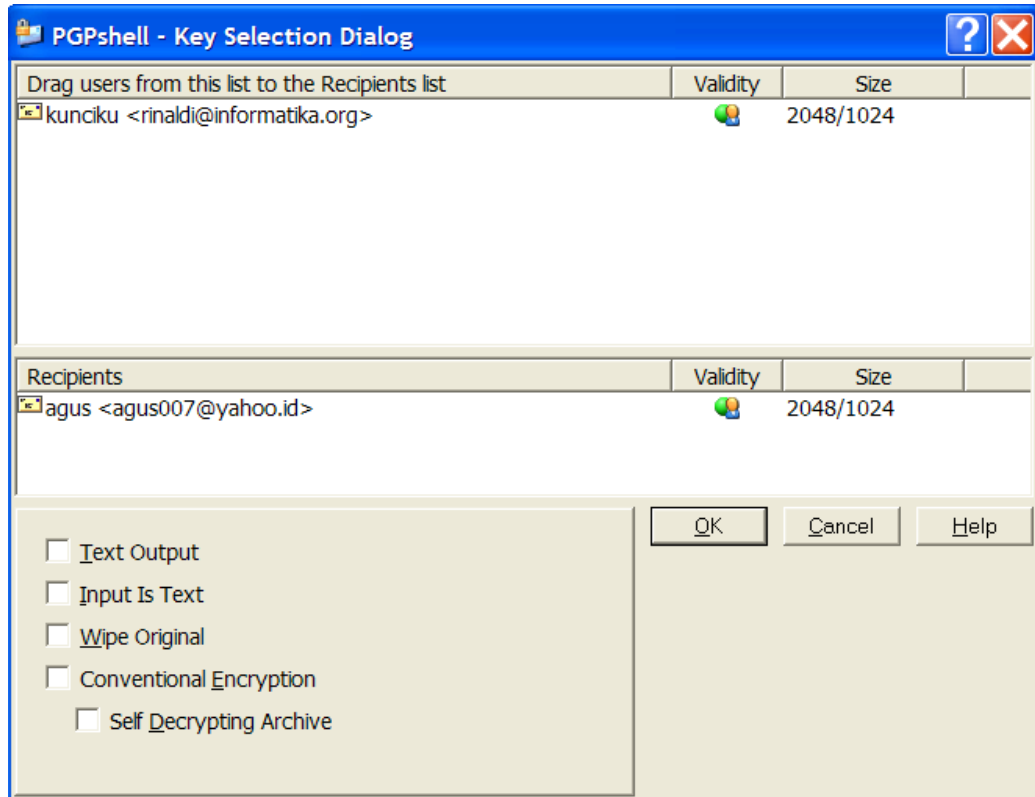 PGPshell - Key Selection Dialog
Drag users from this list to the Recipients list Validity Size
kunciku <rinaldi@informatika.org> 2048/1024
Recipients Validity Size
agus <agus007@yahoo.id> 2048/1024
OK Cancel Help
Text Output
Input Is Text
Wipe Original
Conventional Encryption
Self Decrypting Archive